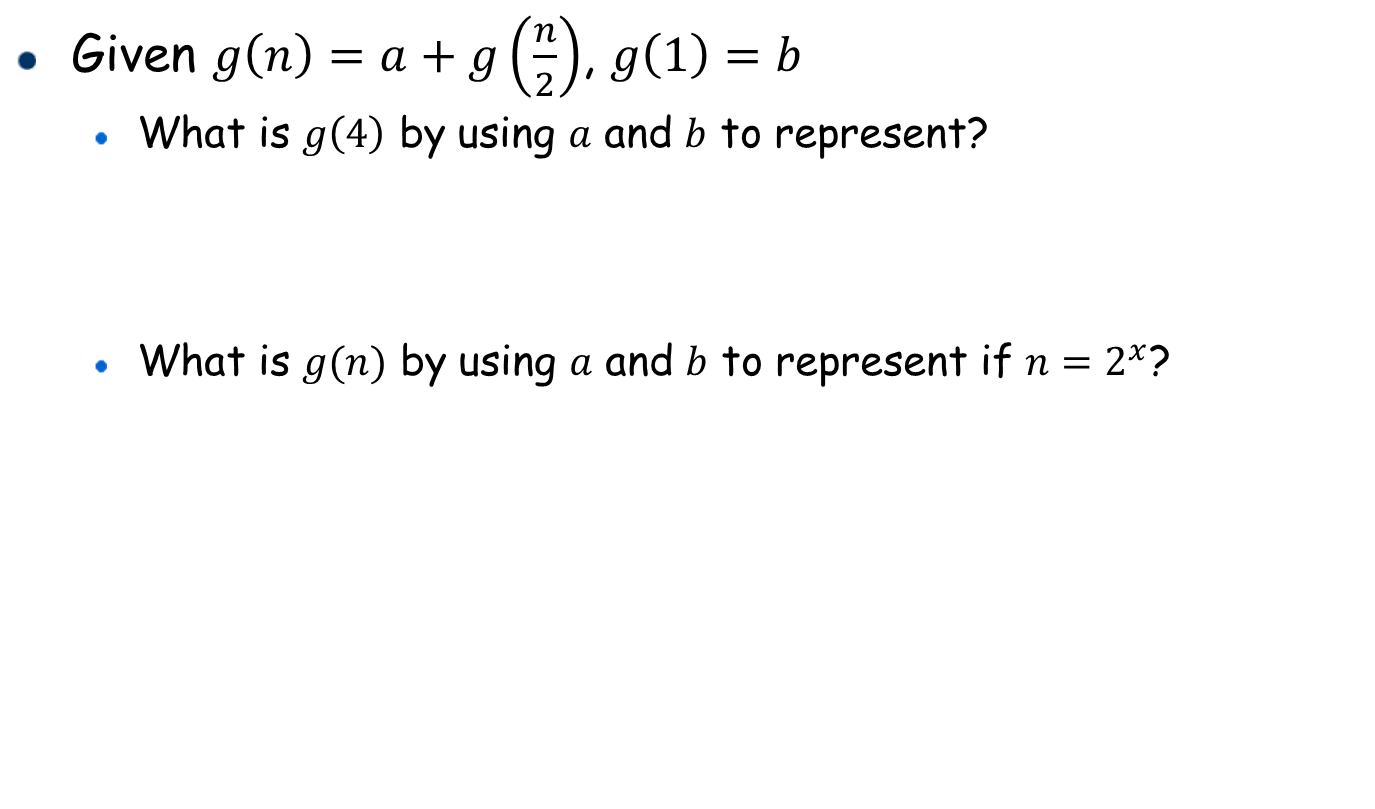 • Given g(n) = a + g(n/2), g(1) = b
• What is g(4) by using a and b to represent?
• What is g(n) by using a and b to represent if n = 2ˣ?